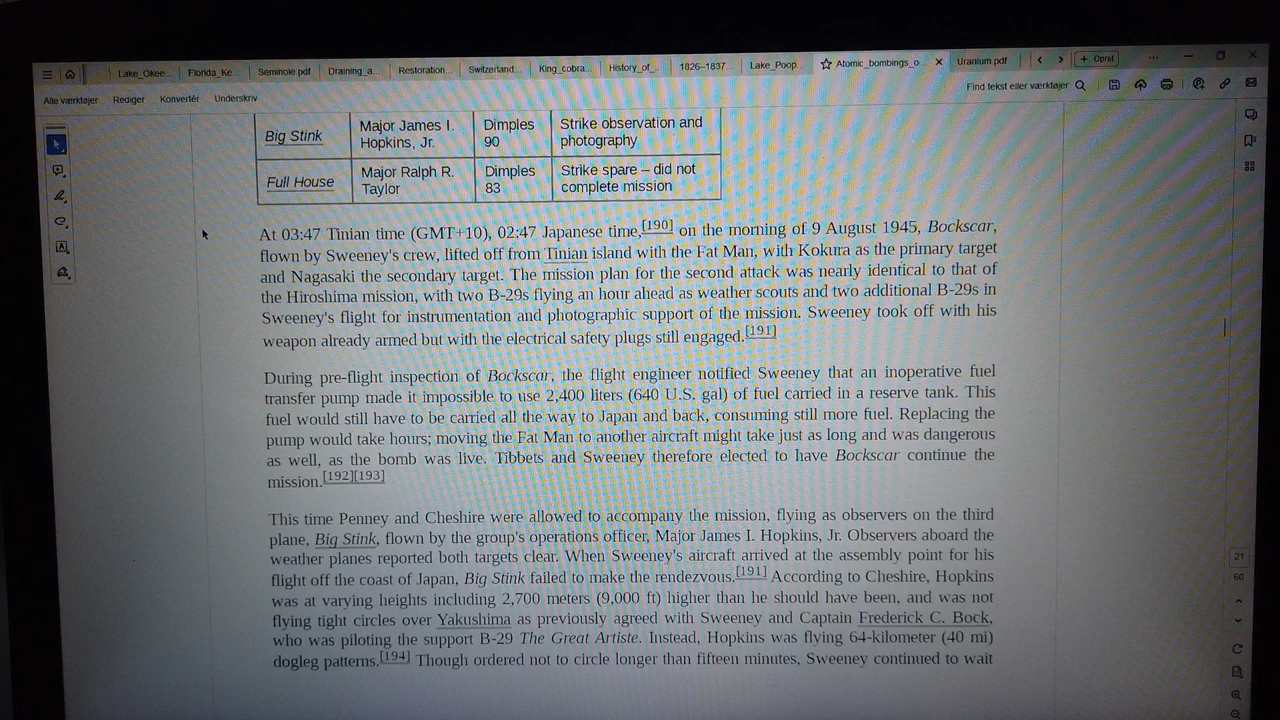 Lake_Okee...
Florida_Ke...
Seminole.pdf
Draining_a...
Restoration...
Switzerland...
King_cobra...
History_of_...
1826–1837...
Lake_Poop...
Atomic_bombings_o...
Uranium.pdf
+ Opret
Alle værktøjer Rediger Konvertér Underskriv
Find tekst eller værktøjer
Big Stink Major James I. Hopkins, Jr. Dimples 90 Strike observation and photography
Full House Major Ralph R. Taylor Dimples 83 Strike spare – did not complete mission
At 03:47 Tinian time (GMT+10), 02:47 Japanese time,[190] on the morning of 9 August 1945, Bockscar,
flown by Sweeney's crew, lifted off from Tinian island with the Fat Man, with Kokura as the primary target
and Nagasaki the secondary target. The mission plan for the second attack was nearly identical to that of
the Hiroshima mission, with two B-29s flying an hour ahead as weather scouts and two additional B-29s in
Sweeney's flight for instrumentation and photographic support of the mission. Sweeney took off with his
weapon already armed but with the electrical safety plugs still engaged.[191]
During pre-flight inspection of Bockscar, the flight engineer notified Sweeney that an inoperative fuel
transfer pump made it impossible to use 2,400 liters (640 U.S. gal) of fuel carried in a reserve tank. This
fuel would still have to be carried all the way to Japan and back, consuming still more fuel. Replacing the
pump would take hours; moving the Fat Man to another aircraft might take just as long and was dangerous
as well, as the bomb was live. Tibbets and Sweeney therefore elected to have Bockscar continue the
mission.[192][193]
This time Penney and Cheshire were allowed to accompany the mission, flying as observers on the third
plane, Big Stink, flown by the group's operations officer, Major James I. Hopkins, Jr. Observers aboard the
weather planes reported both targets clear. When Sweeney's aircraft arrived at the assembly point for his
flight off the coast of Japan, Big Stink failed to make the rendezvous.[191] According to Cheshire, Hopkins
was at varying heights including 2,700 meters (9,000 ft) higher than he should have been, and was not
flying tight circles over Yakushima as previously agreed with Sweeney and Captain Frederick C. Bock,
who was piloting the support B-29 The Great Artiste. Instead, Hopkins was flying 64-kilometer (40 mi)
dogleg patterns.[194] Though ordered not to circle longer than fifteen minutes, Sweeney continued to wait
21
60